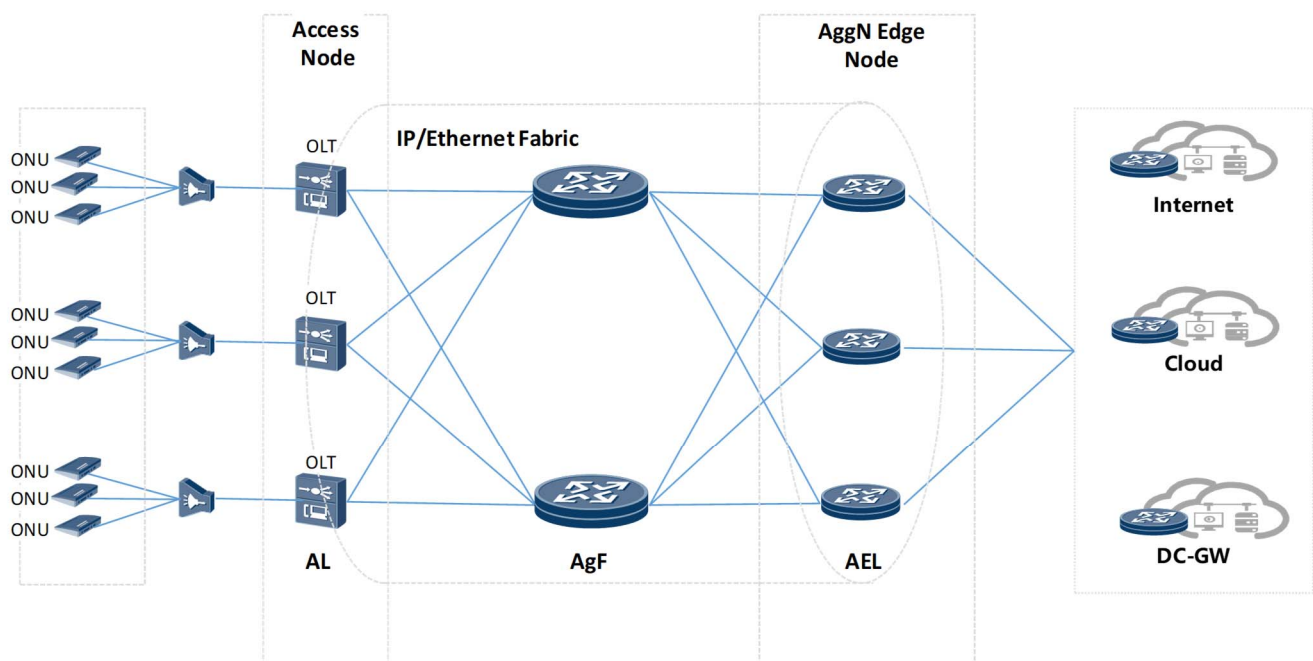 Access
Node
AggN Edge
Node
IP/Ethernet Fabric
ONU
ONU
ONU
OLT
Internet
ONU
ONU
ONU
OLT
Cloud
ONU
ONU
ONU
OLT
DC-GW
AL
AgF
AEL